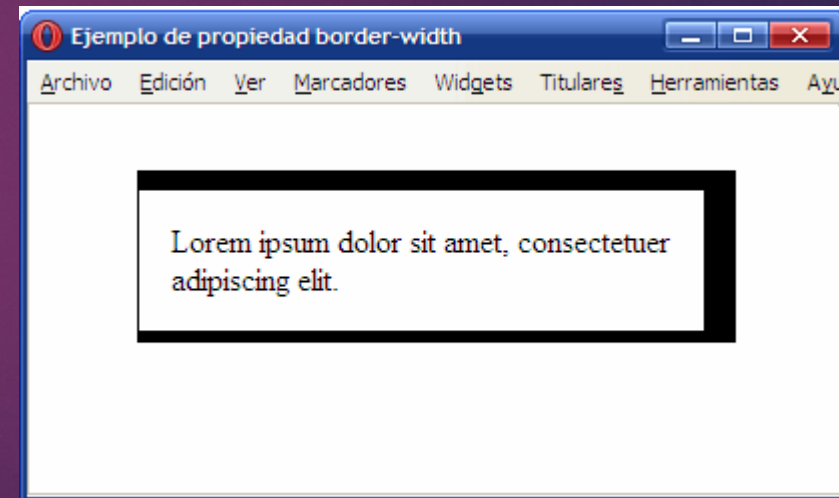 Ejemplo de propiedad border-width
Archivo Edición Ver Marcadores Widgets Titulares Herramientas Ayu
Lorem ipsum dolor sit amet, consectetuer
adipiscing elit.